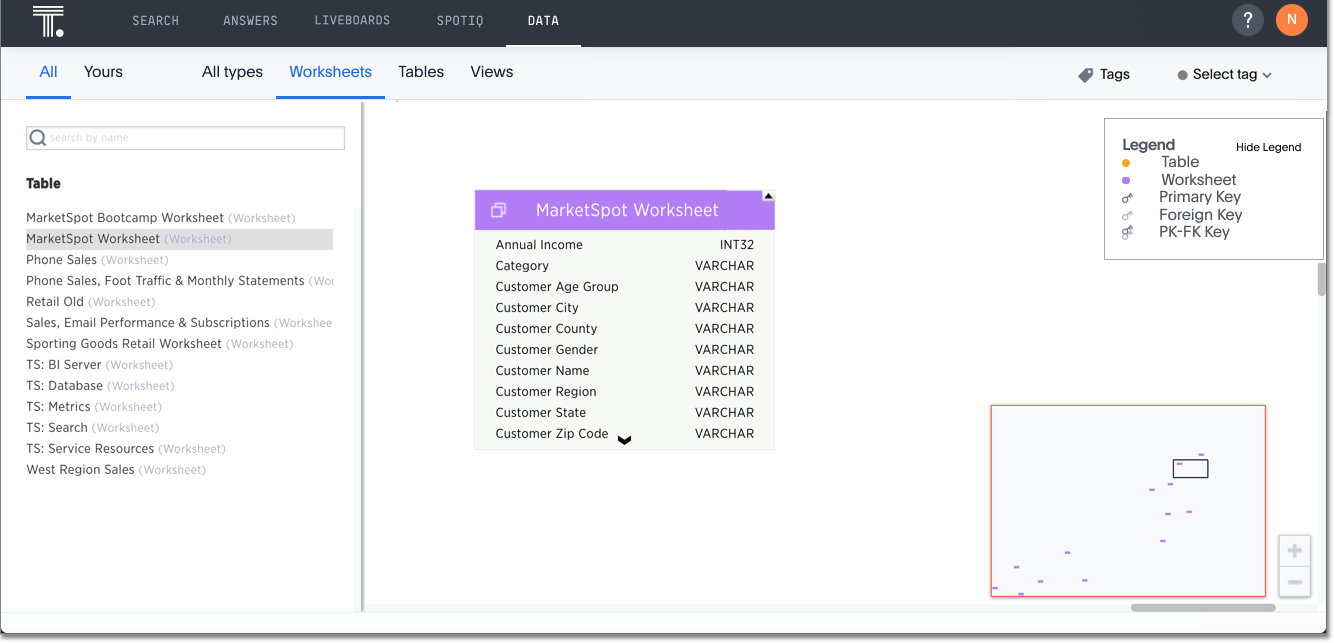 T.
SEARCH ANSWERS LIVEBOARDS SPOTIQ DATA ? N
All Yours All types Worksheets Tables Views Tags Select tag
search by name
Table
MarketSpot Bootcamp Worksheet (Worksheet)
MarketSpot Worksheet (Worksheet)
Phone Sales (Worksheet)
Phone Sales, Foot Traffic & Monthly Statements (Wor
Retail Old (Worksheet)
Sales, Email Performance & Subscriptions (Workshee
Sporting Goods Retail Worksheet (Worksheet)
TS: BI Server (Worksheet)
TS: Database (Worksheet)
TS: Metrics (Worksheet)
TS: Search (Worksheet)
TS: Service Resources (Worksheet)
West Region Sales (Worksheet)
MarketSpot Worksheet
Annual Income INT32
Category VARCHAR
Customer Age Group VARCHAR
Customer City VARCHAR
Customer County VARCHAR
Customer Gender VARCHAR
Customer Name VARCHAR
Customer Region VARCHAR
Customer State VARCHAR
Customer Zip Code VARCHAR
Legend Hide Legend
Table
Worksheet
Primary Key
Foreign Key
PK-FK Key